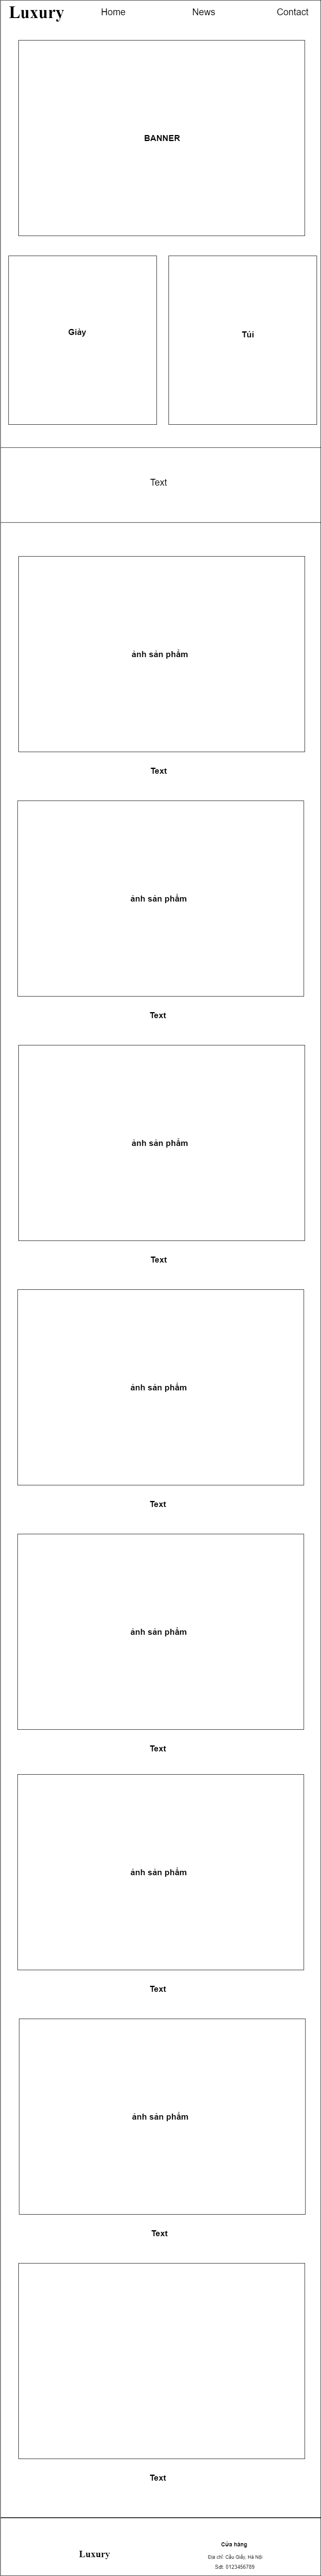 Luxury Home News Contact
BANNER
Giày Túi
Text
ảnh sản phẩm
Text
ảnh sản phẩm
Text
ảnh sản phẩm
Text
ảnh sản phẩm
Text
ảnh sản phẩm
Text
ảnh sản phẩm
Text
ảnh sản phẩm
Text
Text
Cửa hàng
Luxury
Địa chỉ: Cầu Giấy, Hà Nội
Sđt: 0123456789